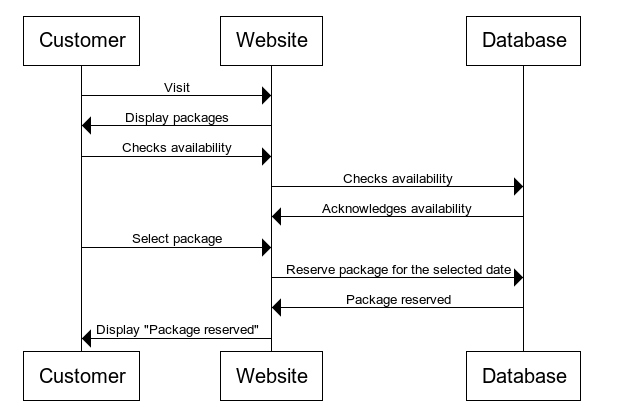 Customer
Website
Database
Visit
Display packages
Checks availability
Checks availability
Acknowledges availability
Select package
Reserve package for the selected date
Package reserved
Display "Package reserved"
Customer
Website
Database